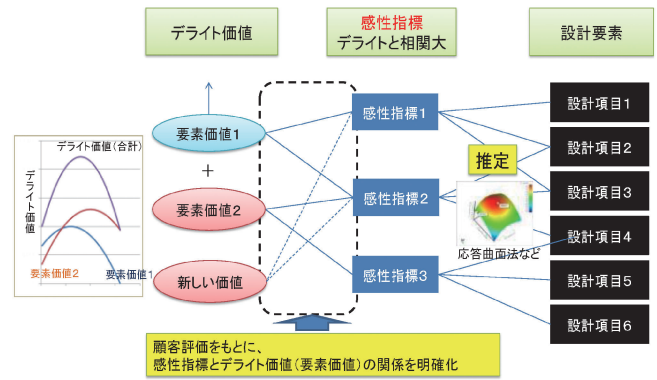 デライト価値
感性指標
デライトと相関大
設計要素
デライト価値(合計)
デライト価値
要素価値2
要素価値1
要素価値1
+
要素価値2
新しい価値
感性指標1
感性指標2
感性指標3
推定
応答曲面法など
設計項目1
設計項目2
設計項目3
設計項目4
設計項目5
設計項目6
顧客評価をもとに、
感性指標とデライト価値(要素価値)の関係を明確化